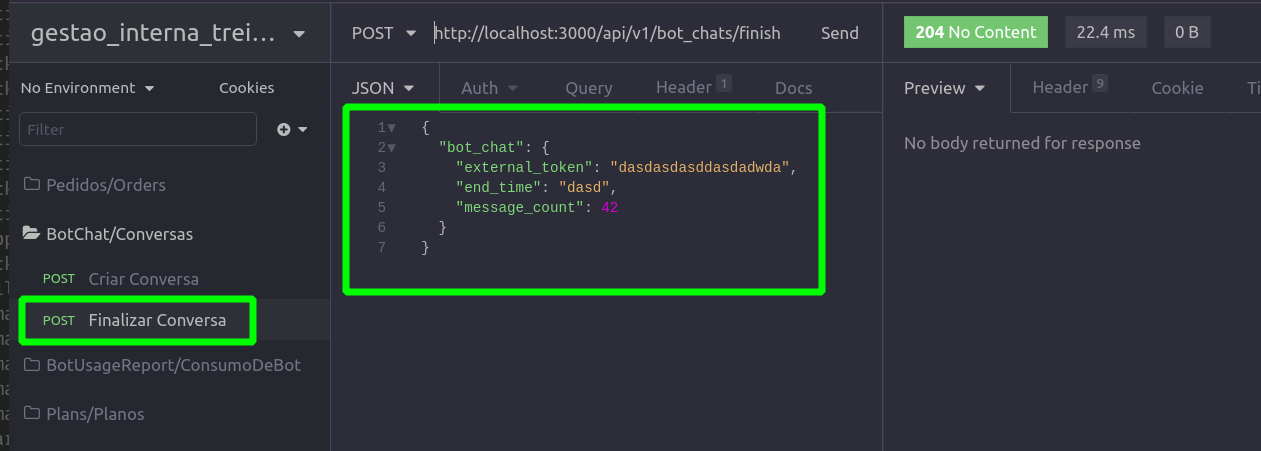 gestao_interna_trei...
POST http://localhost:3000/api/v1/bot_chats/finish Send
204 No Content 22.4 ms 0 B
No Environment Cookies
JSON Auth Query Header 1 Docs
Preview Header 9 Cookie
Filter
1 {
2 "bot_chat": {
3 "external_token": "dasdasdasddasdadwda",
4 "end_time": "dasd",
5 "message_count": 42
6 }
7 }
No body returned for response
Pedidos/Orders
BotChat/Conversas
POST Criar Conversa
POST Finalizar Conversa
BotUsageReport/ConsumoDeBot
Plans/Planos